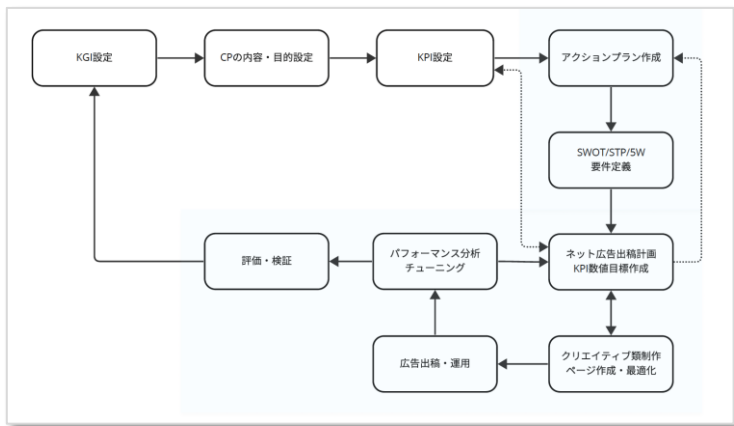 KGI設定
CPの内容・目的設定
KPI設定
アクションプラン作成
SWOT/STP/5W
要件定義
評価・検証
パフォーマンス分析
チューニング
ネット広告出稿計画
KPI数値目標作成
広告出稿・運用
クリエイティブ類制作
ページ作成・最適化